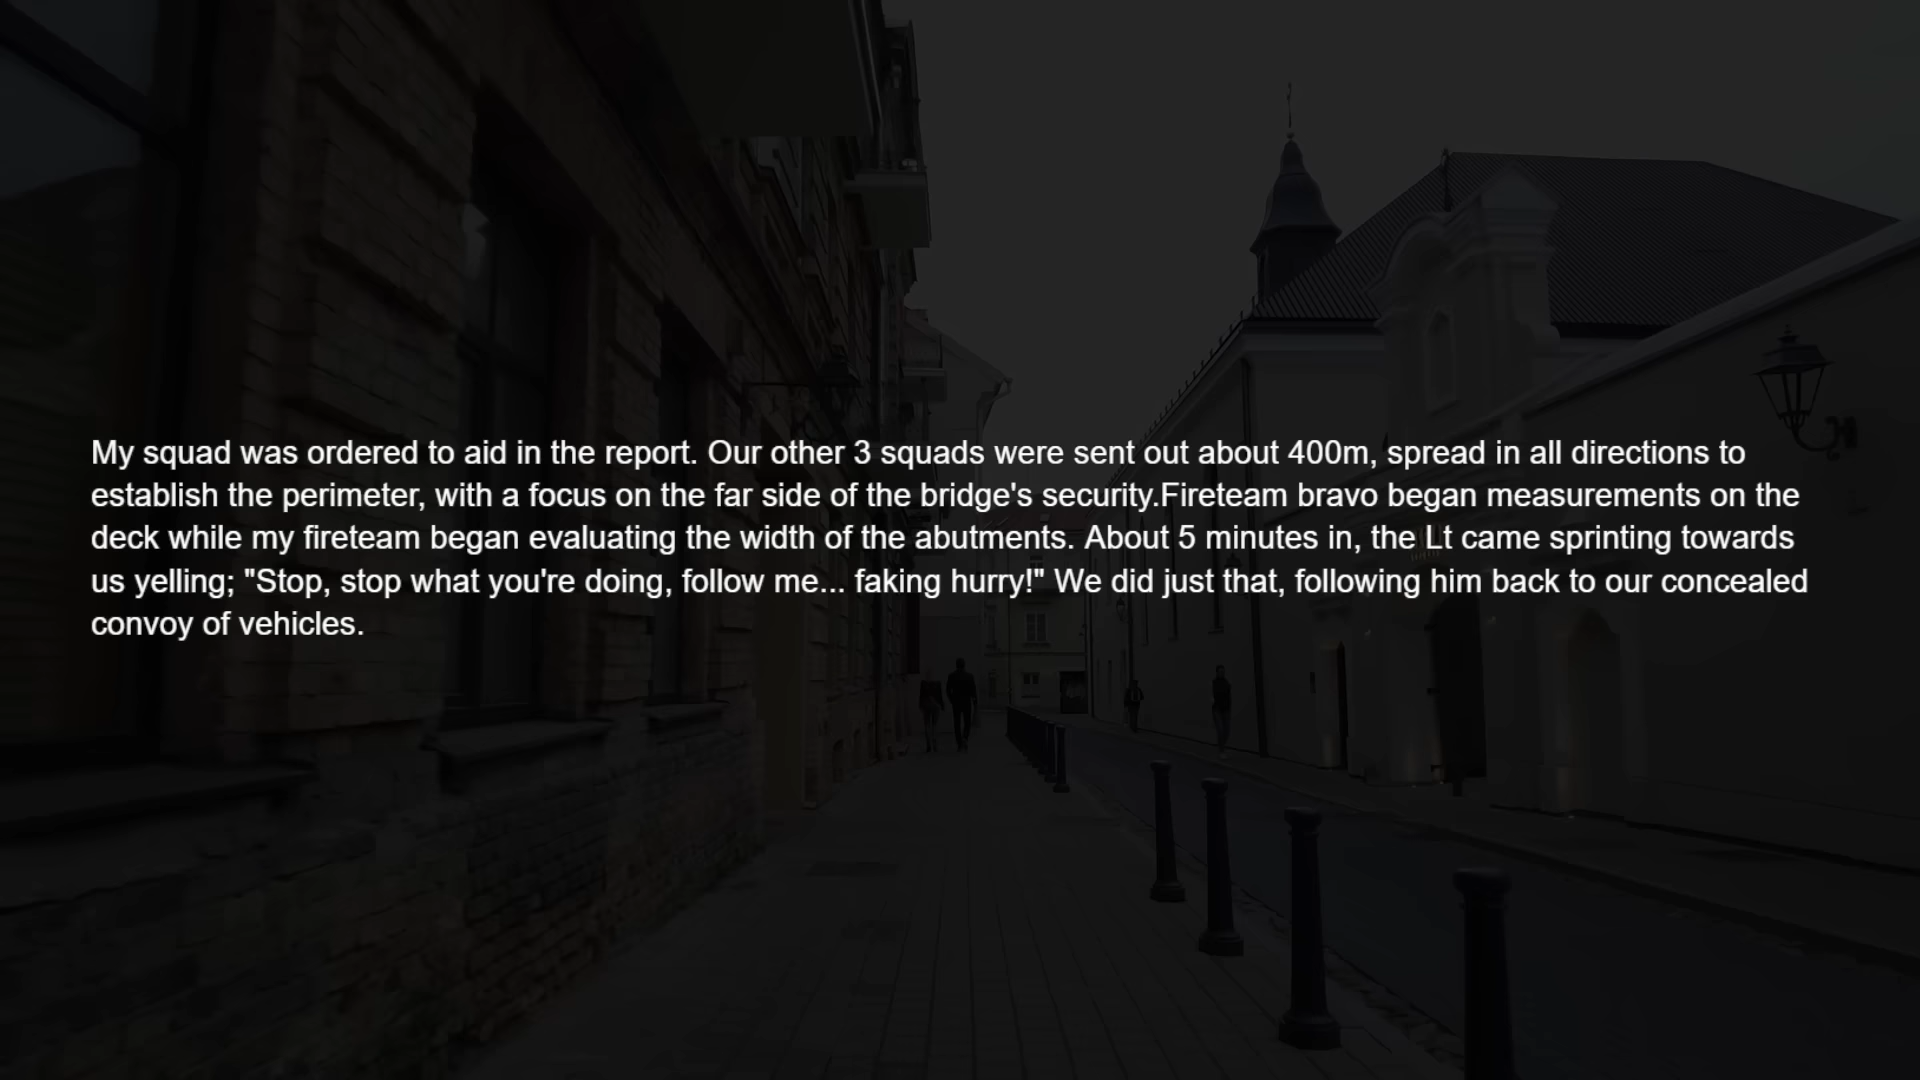 My squad was ordered to aid in the report. Our other 3 squads were sent out about 400m, spread in all directions to
establish the perimeter, with a focus on the far side of the bridge's security.Fireteam bravo began measurements on the
deck while my fireteam began evaluating the width of the abutments. About 5 minutes in, the Lt came sprinting towards
us yelling; "Stop, stop what you're doing, follow me... faking hurry!" We did just that, following him back to our concealed
convoy of vehicles.